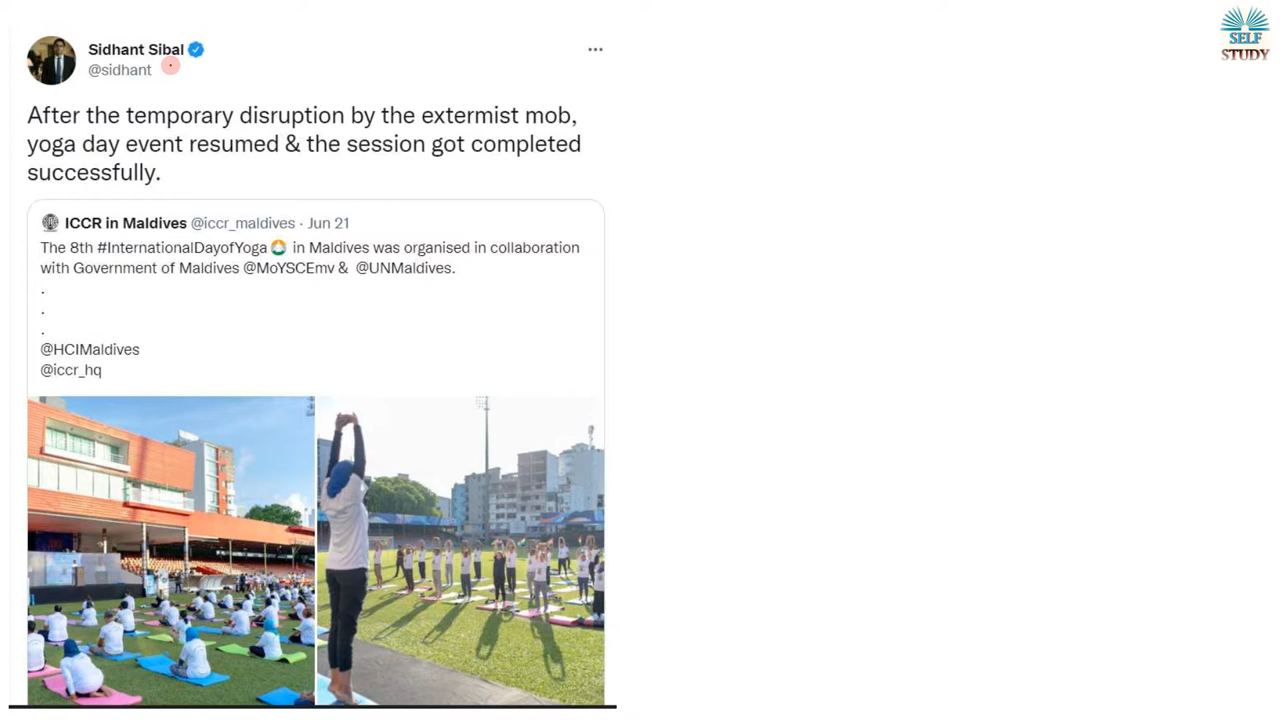 Sidhant Sibal
@sidhant
After the temporary disruption by the extermist mob,
yoga day event resumed & the session got completed
successfully.
ICCR in Maldives @iccr_maldives · Jun 21
The 8th #InternationalDayofYoga in Maldives was organised in collaboration
with Government of Maldives @MoYSCEmv & @UNMaldives.
.
.
.
@HCIMaldives
@iccr_hq
SELF
STUDY